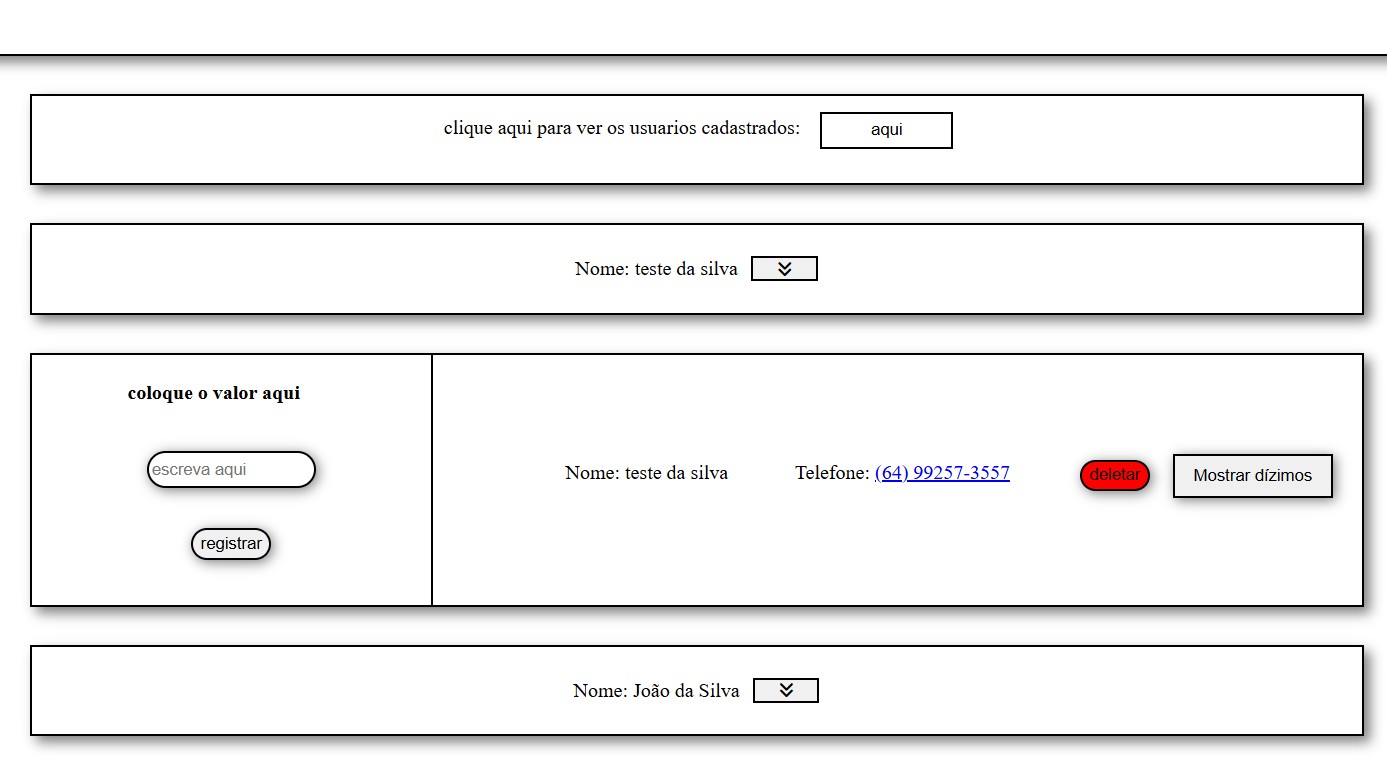 clique aqui para ver os usuarios cadastrados: aqui
Nome: teste da silva
coloque o valor aqui
escreva aqui
registrar
Nome: teste da silva Telefone: (64) 99257-3557 deletar Mostrar dízimos
Nome: João da Silva